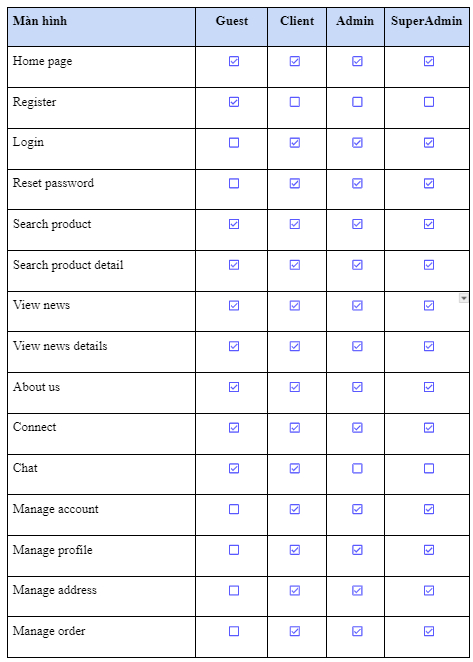 Màn hình Guest Client Admin SuperAdmin
Home page ☑ ☑ ☑ ☑
Register ☑ ☐ ☐ ☐
Login ☐ ☑ ☑ ☑
Reset password ☐ ☑ ☑ ☑
Search product ☑ ☑ ☑ ☑
Search product detail ☑ ☑ ☑ ☑
View news ☑ ☑ ☑ ☑
View news details ☑ ☑ ☑ ☑
About us ☑ ☑ ☑ ☑
Connect ☑ ☑ ☑ ☑
Chat ☑ ☑ ☐ ☐
Manage account ☐ ☑ ☑ ☑
Manage profile ☐ ☑ ☑ ☑
Manage address ☐ ☑ ☑ ☑
Manage order ☐ ☑ ☑ ☑